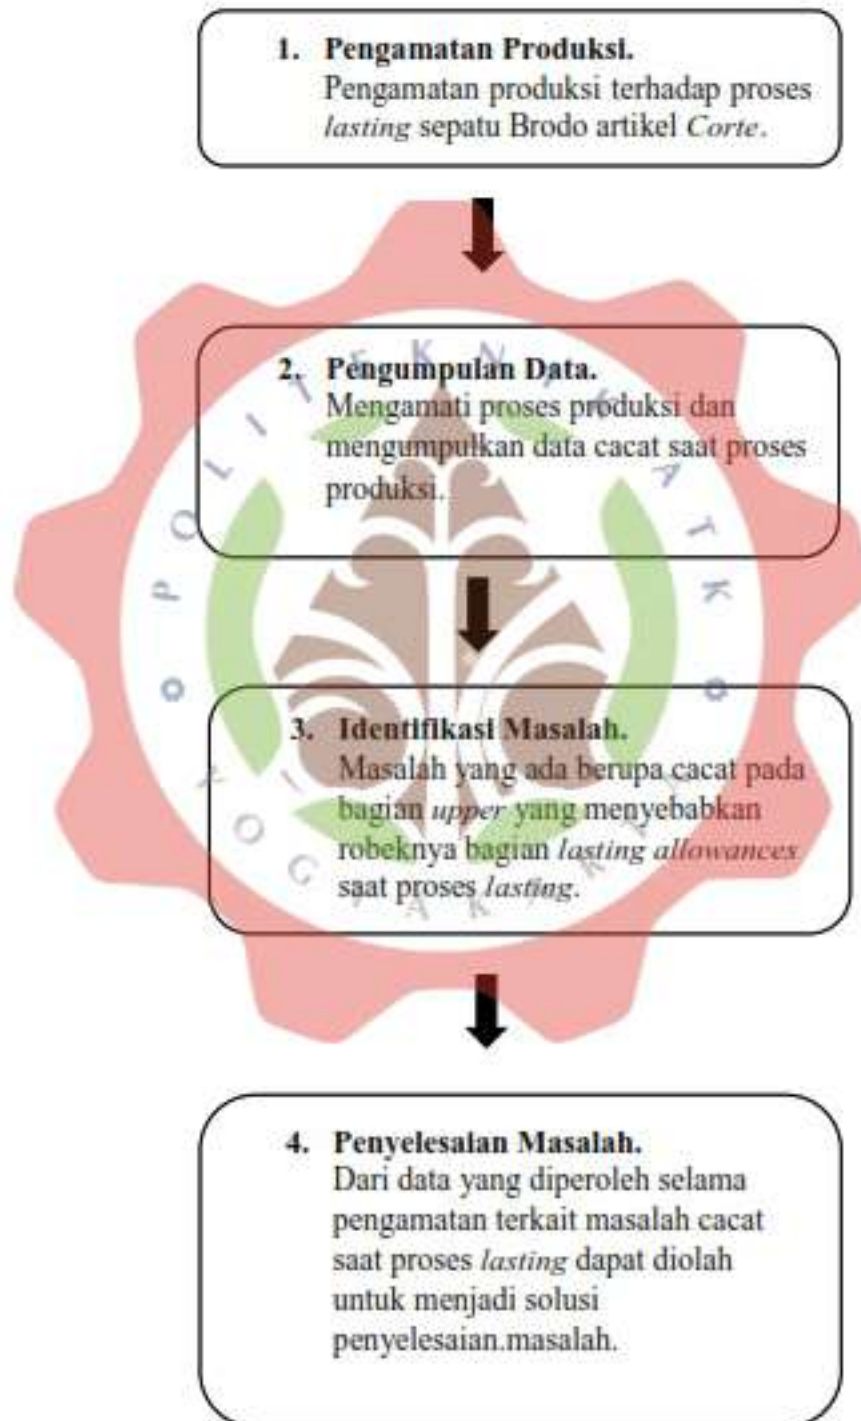 1. Pengamatan Produksi.
Pengamatan produksi terhadap proses
lasting sepatu Brodo artikel Corte.
2. Pengumpulan Data.
Mengamati proses produksi dan
mengumpulkan data cacat saat proses
produksi.
3. Identifikasi Masalah.
Masalah yang ada berupa cacat pada
bagian upper yang menyebabkan
robeknya bagian lasting allowances
saat proses lasting.
4. Penyelesaian Masalah.
Dari data yang diperoleh selama
pengamatan terkait masalah cacat
saat proses lasting dapat diolah
untuk menjadi solusi
penyelesaian.masalah.
POLITEKNIK ATK